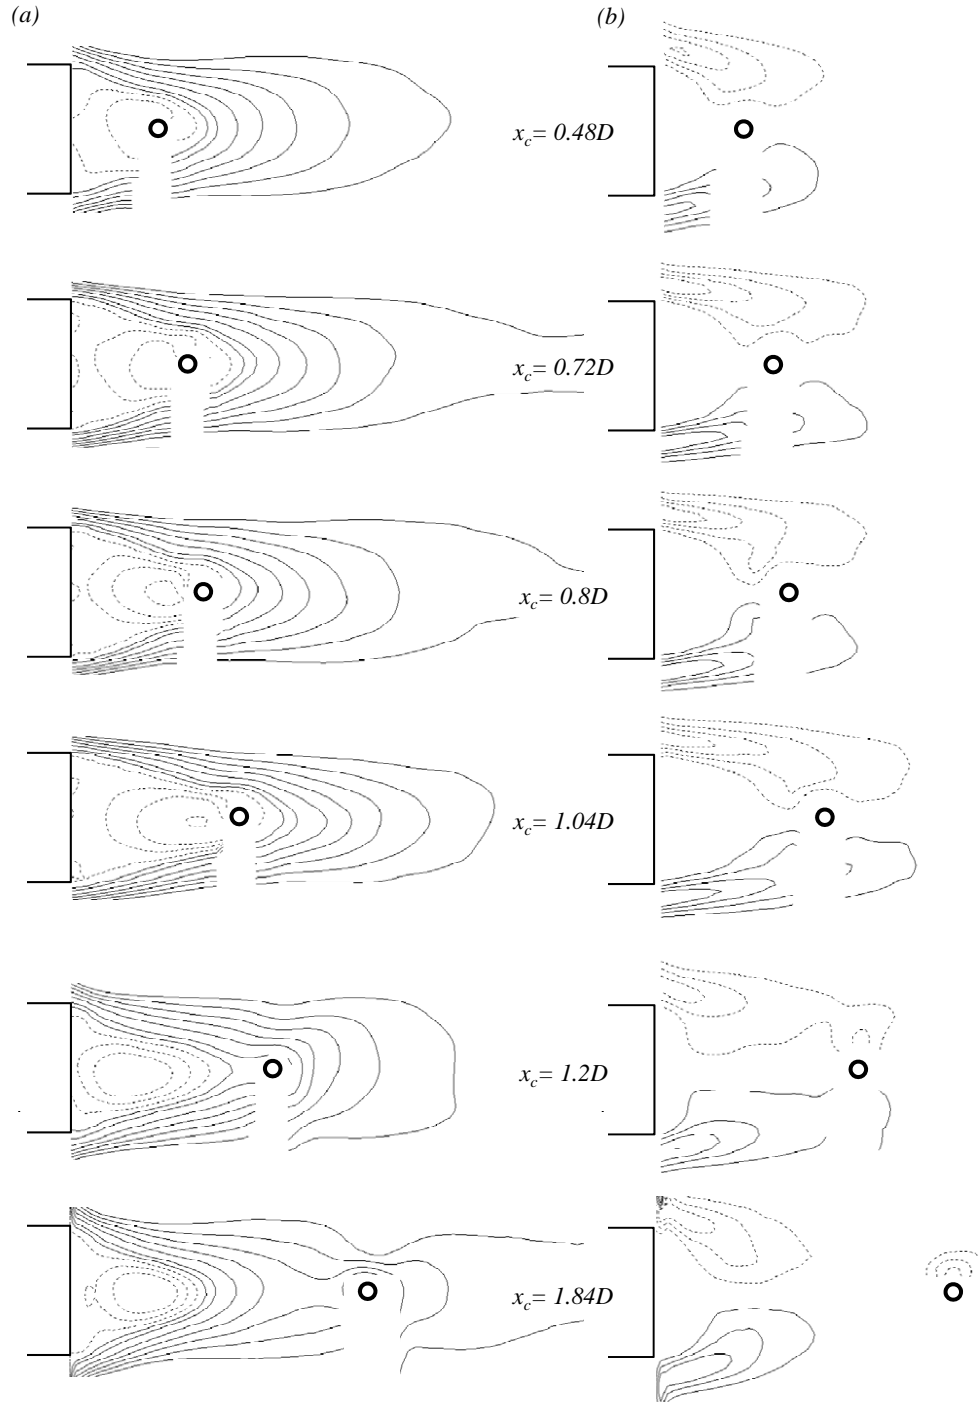 (a) (b)
x_c= 0.48D
x_c= 0.72D
x_c= 0.8D
x_c= 1.04D
x_c= 1.2D
x_c= 1.84D